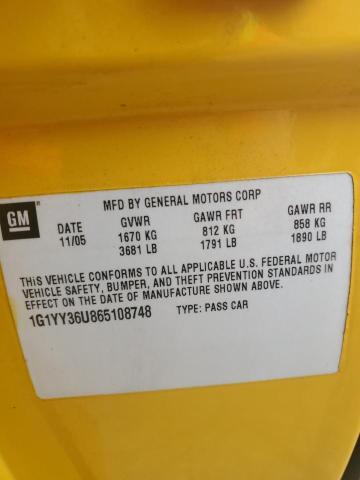 MFD BY GENERAL MOTORS CORP
GM DATE GVWR GAWR FRT GAWR RR
11/05 1670 KG 812 KG 858 KG
3681 LB 1791 LB 1890 LB
THIS VEHICLE CONFORMS TO ALL APPLICABLE U.S. FEDERAL MOTOR
VEHICLE SAFETY, BUMPER, AND THEFT PREVENTION STANDARDS IN
EFFECT ON THE DATE OF MANUFACTURE SHOWN ABOVE.
1G1YY36U865108748 TYPE: PASS CAR